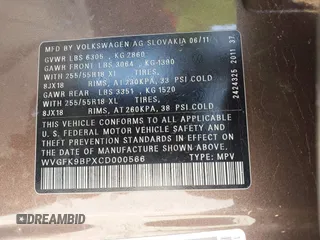 MFD BY VOLKSWAGEN AG SLOVAKIA 06/11
GVWR LBS 6305 , KG 2860
GAWR FRONT LBS 3064 , KG 1390
WITH 255/55R18 XL TIRES,
8JX18 RIMS, AT 230KPA, 33 PSI.COLD
GAWR REAR LBS 3351 , KG 1520
WITH 255/55R18 XL TIRES,
8JX18 RIMS, AT 260KPA, 38 PSI.COLD
THIS VEHICLE CONFORMS TO ALL APPLICABLE
FEDERAL MOTOR VEHICLE SAFETY AND
THEFT PREVENTION STANDARDS IN EFFECT
ON THE DATE OF MANUFACTURE SHOWN ABOVE.
WVGFK9BPXCD000566 TYPE: MPV
2424325 2011 37
DREAMBID